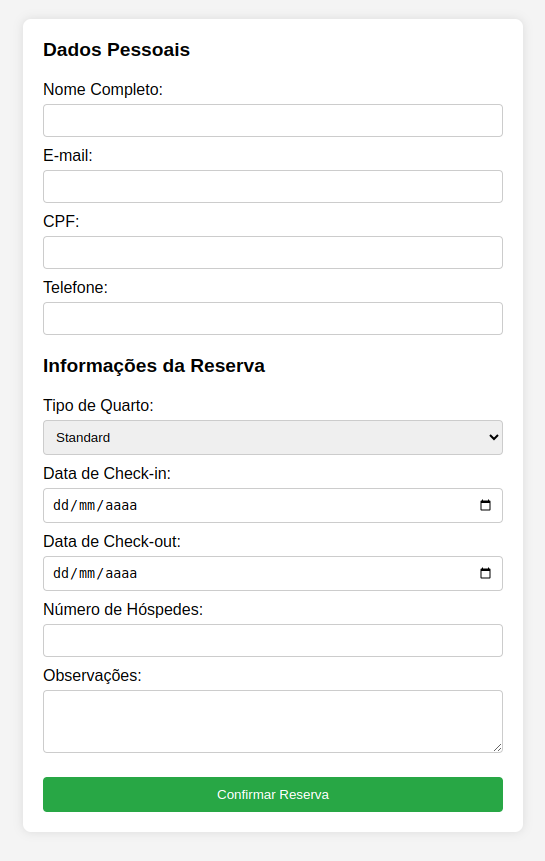 Dados Pessoais
Nome Completo:
E-mail:
CPF:
Telefone:
Informações da Reserva
Tipo de Quarto:
Standard
Data de Check-in:
dd/mm/aaaa
Data de Check-out:
dd/mm/aaaa
Número de Hóspedes:
Observações:
Confirmar Reserva